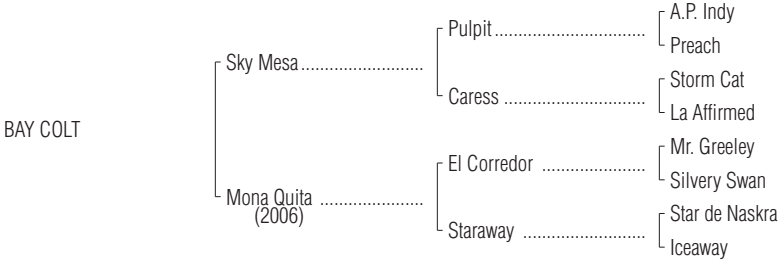 A.P. Indy
Pulpit..............................
Preach
Sky Mesa........................
Storm Cat
Caress ............................
La Affirmed
BAY COLT
Mr. Greeley
El Corredor ....................
Silvery Swan
Mona Quita ....................
(2006)
Star de Naskra
Staraway ........................
Iceaway